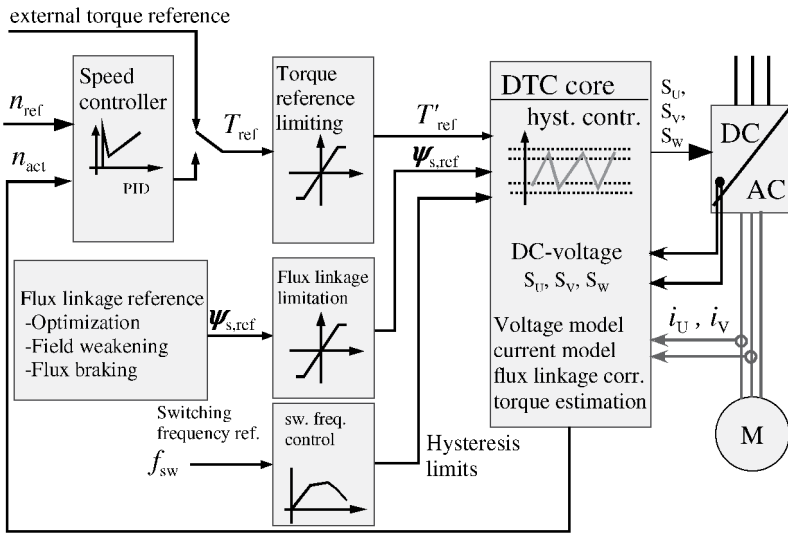 external torque reference
Speed
controller
n_ref
n_act
PID
T_ref
Torque
reference
limiting
T'_ref
ψ_s,ref
DTC core
hyst. contr.
S_U,
S_V,
S_W
DC
AC
DC-voltage
S_U, S_V, S_W
Voltage model
current model
flux linkage corr.
torque estimation
i_U , i_V
M
Flux linkage reference
-Optimization
-Field weakening
-Flux braking
ψ_s,ref
Flux linkage
limitation
Switching
frequency ref.
f_sw
sw. freq.
control
Hysteresis
limits